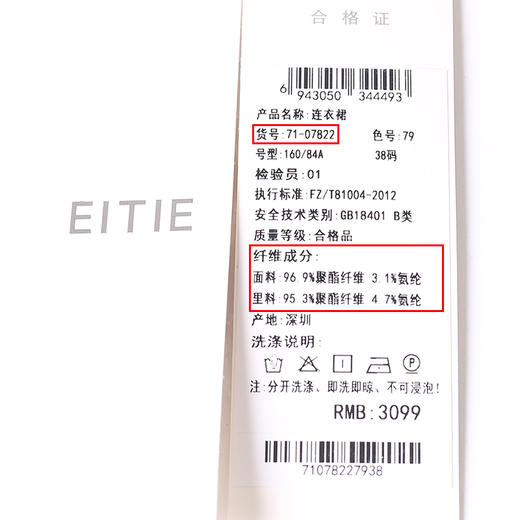 合格证
6 943050 344493
产品名称:连衣裙
货号:71-07822 色号:79
号型:160/84A 38码
检验员:01
执行标准:FZ/T81004-2012
安全技术类别:GB18401 B类
质量等级:合格品
纤维成分:
面料:96.9%聚酯纤维 3.1%氨纶
里料:95.3%聚酯纤维 4.7%氨纶
产地:深圳
洗涤说明:
P
注:分开洗涤、即洗即晾、不可浸泡!
RMB:3099
71078227938
EITIE